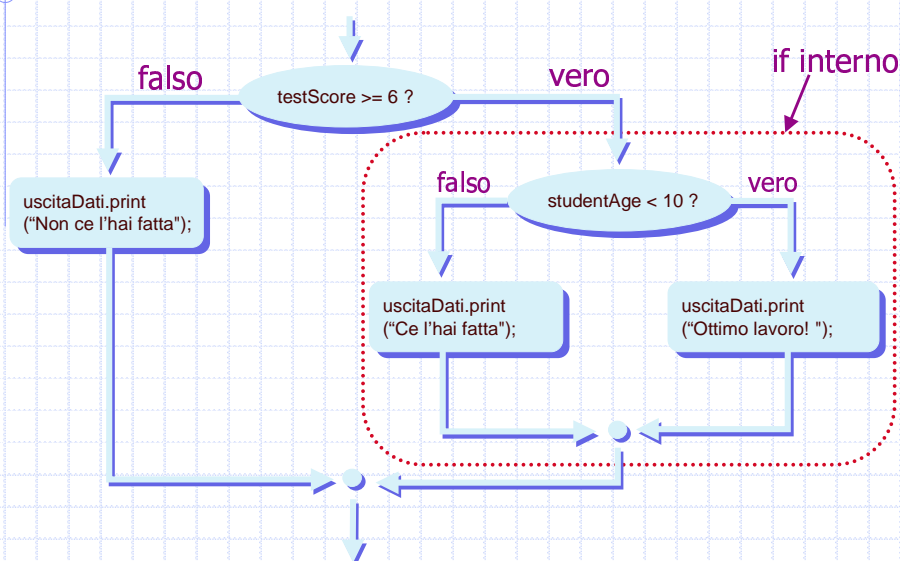 if interno
falso
vero
testScore >= 6 ?
falso
vero
studentAge < 10 ?
uscitaDati.print
(“Non ce l'hai fatta");
uscitaDati.print
(“Ce l'hai fatta");
uscitaDati.print
(“Ottimo lavoro! ");